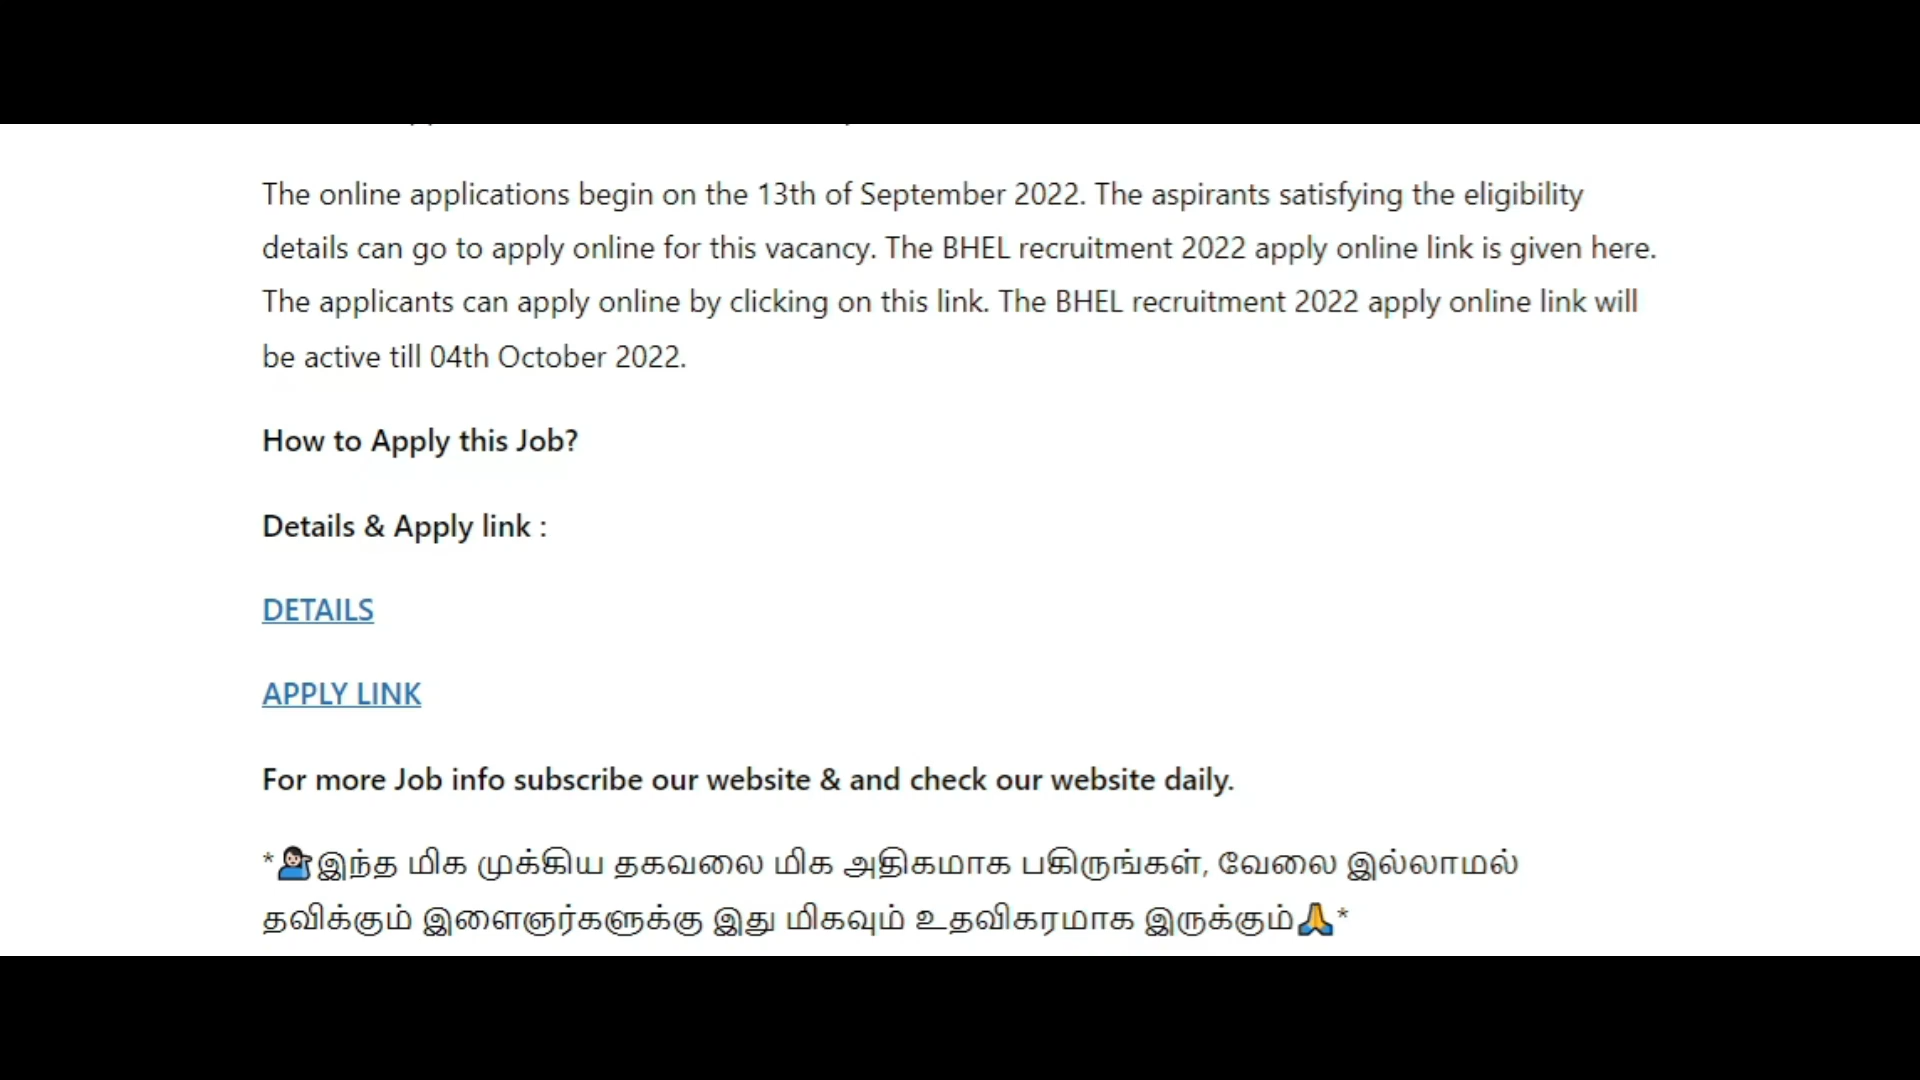 The online applications begin on the 13th of September 2022. The aspirants satisfying the eligibility
details can go to apply online for this vacancy. The BHEL recruitment 2022 apply online link is given here.
The applicants can apply online by clicking on this link. The BHEL recruitment 2022 apply online link will
be active till 04th October 2022.
How to Apply this Job?
Details & Apply link :
DETAILS
APPLY LINK
For more Job info subscribe our website & and check our website daily.
*💁🏻‍♂️இந்த மிக முக்கிய தகவலை மிக அதிகமாக பகிருங்கள், வேலை இல்லாமல்
தவிக்கும் இளைஞர்களுக்கு இது மிகவும் உதவிகரமாக இருக்கும்🙏*